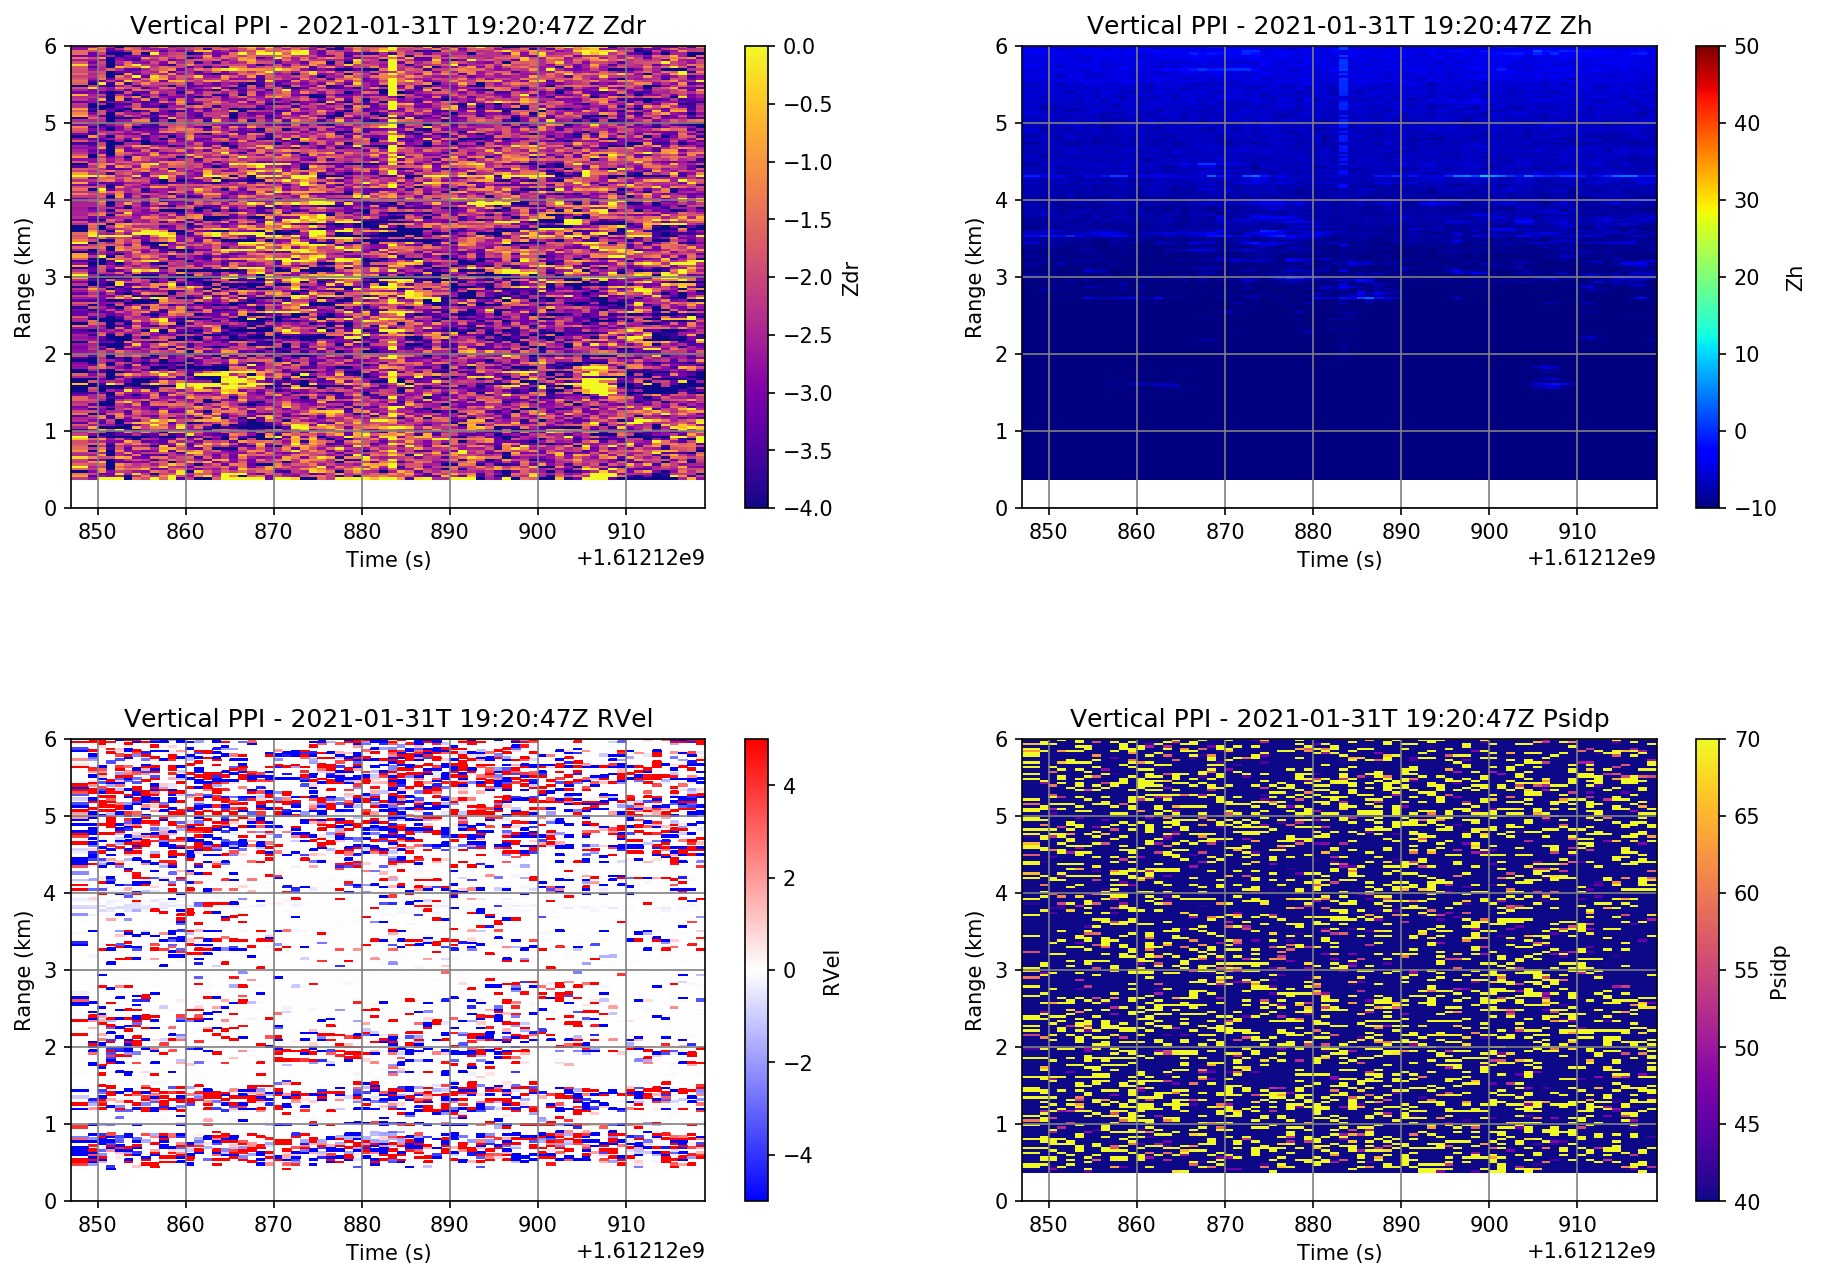 Vertical PPI - 2021-01-31T 19:20:47Z Zdr
6
5
4
3
2
1
0
Range (km)
850 860 870 880 890 900 910
Time (s)
+1.61212e9
0.0
−0.5
−1.0
−1.5
−2.0
−2.5
−3.0
−3.5
−4.0
Zdr
Vertical PPI - 2021-01-31T 19:20:47Z Zh
6
5
4
3
2
1
0
Range (km)
850 860 870 880 890 900 910
Time (s)
+1.61212e9
50
40
30
20
10
0
−10
Zh
Vertical PPI - 2021-01-31T 19:20:47Z RVel
6
5
4
3
2
1
0
Range (km)
850 860 870 880 890 900 910
Time (s)
+1.61212e9
4
2
0
−2
−4
RVel
Vertical PPI - 2021-01-31T 19:20:47Z Psidp
6
5
4
3
2
1
0
Range (km)
850 860 870 880 890 900 910
Time (s)
+1.61212e9
70
65
60
55
50
45
40
Psidp